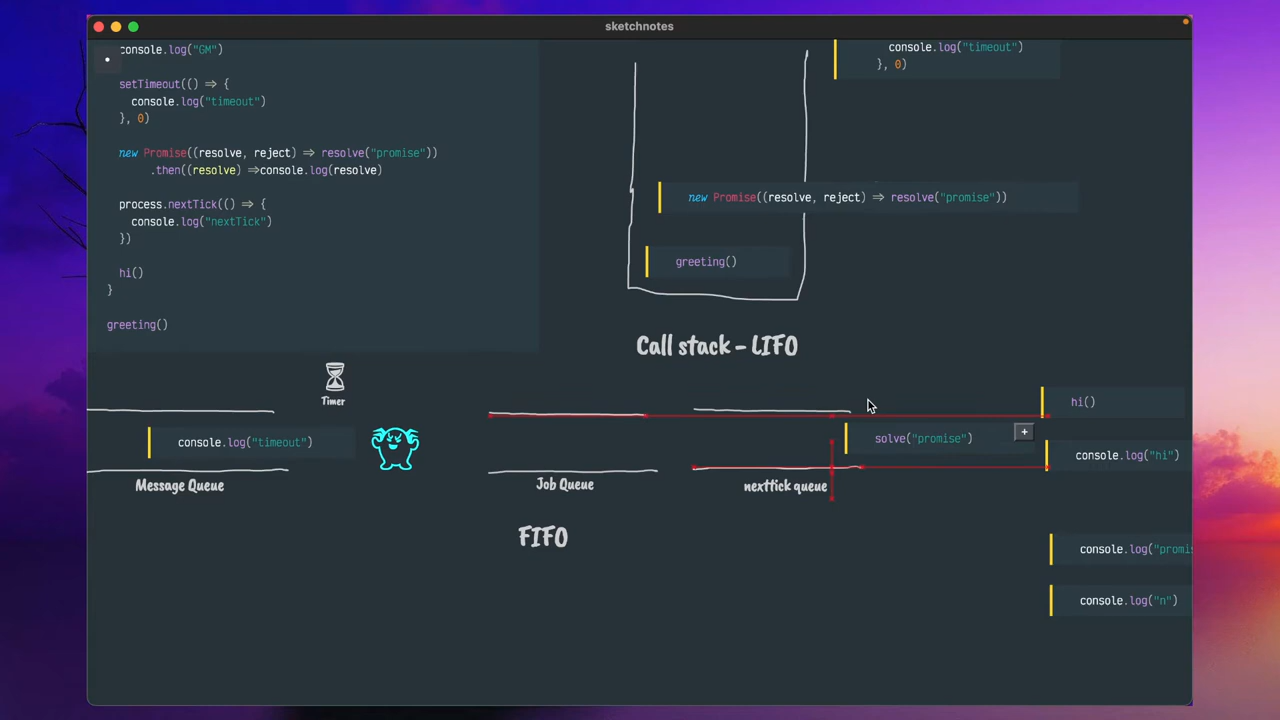 sketchnotes
console.log("GM")
setTimeout(() => {
console.log("timeout")
}, 0)
new Promise((resolve, reject) => resolve("promise"))
.then((resolve) =>console.log(resolve)
process.nextTick(() => {
console.log("nextTick")
})
hi()
}
greeting()
console.log("timeout")
}, 0)
new Promise((resolve, reject) => resolve("promise"))
greeting()
Call stack - LIFO
Timer
console.log("timeout")
Message Queue
Job Queue
nexttick queue
solve("promise")
+
hi()
console.log("hi")
FIFO
console.log("promis
console.log("n")